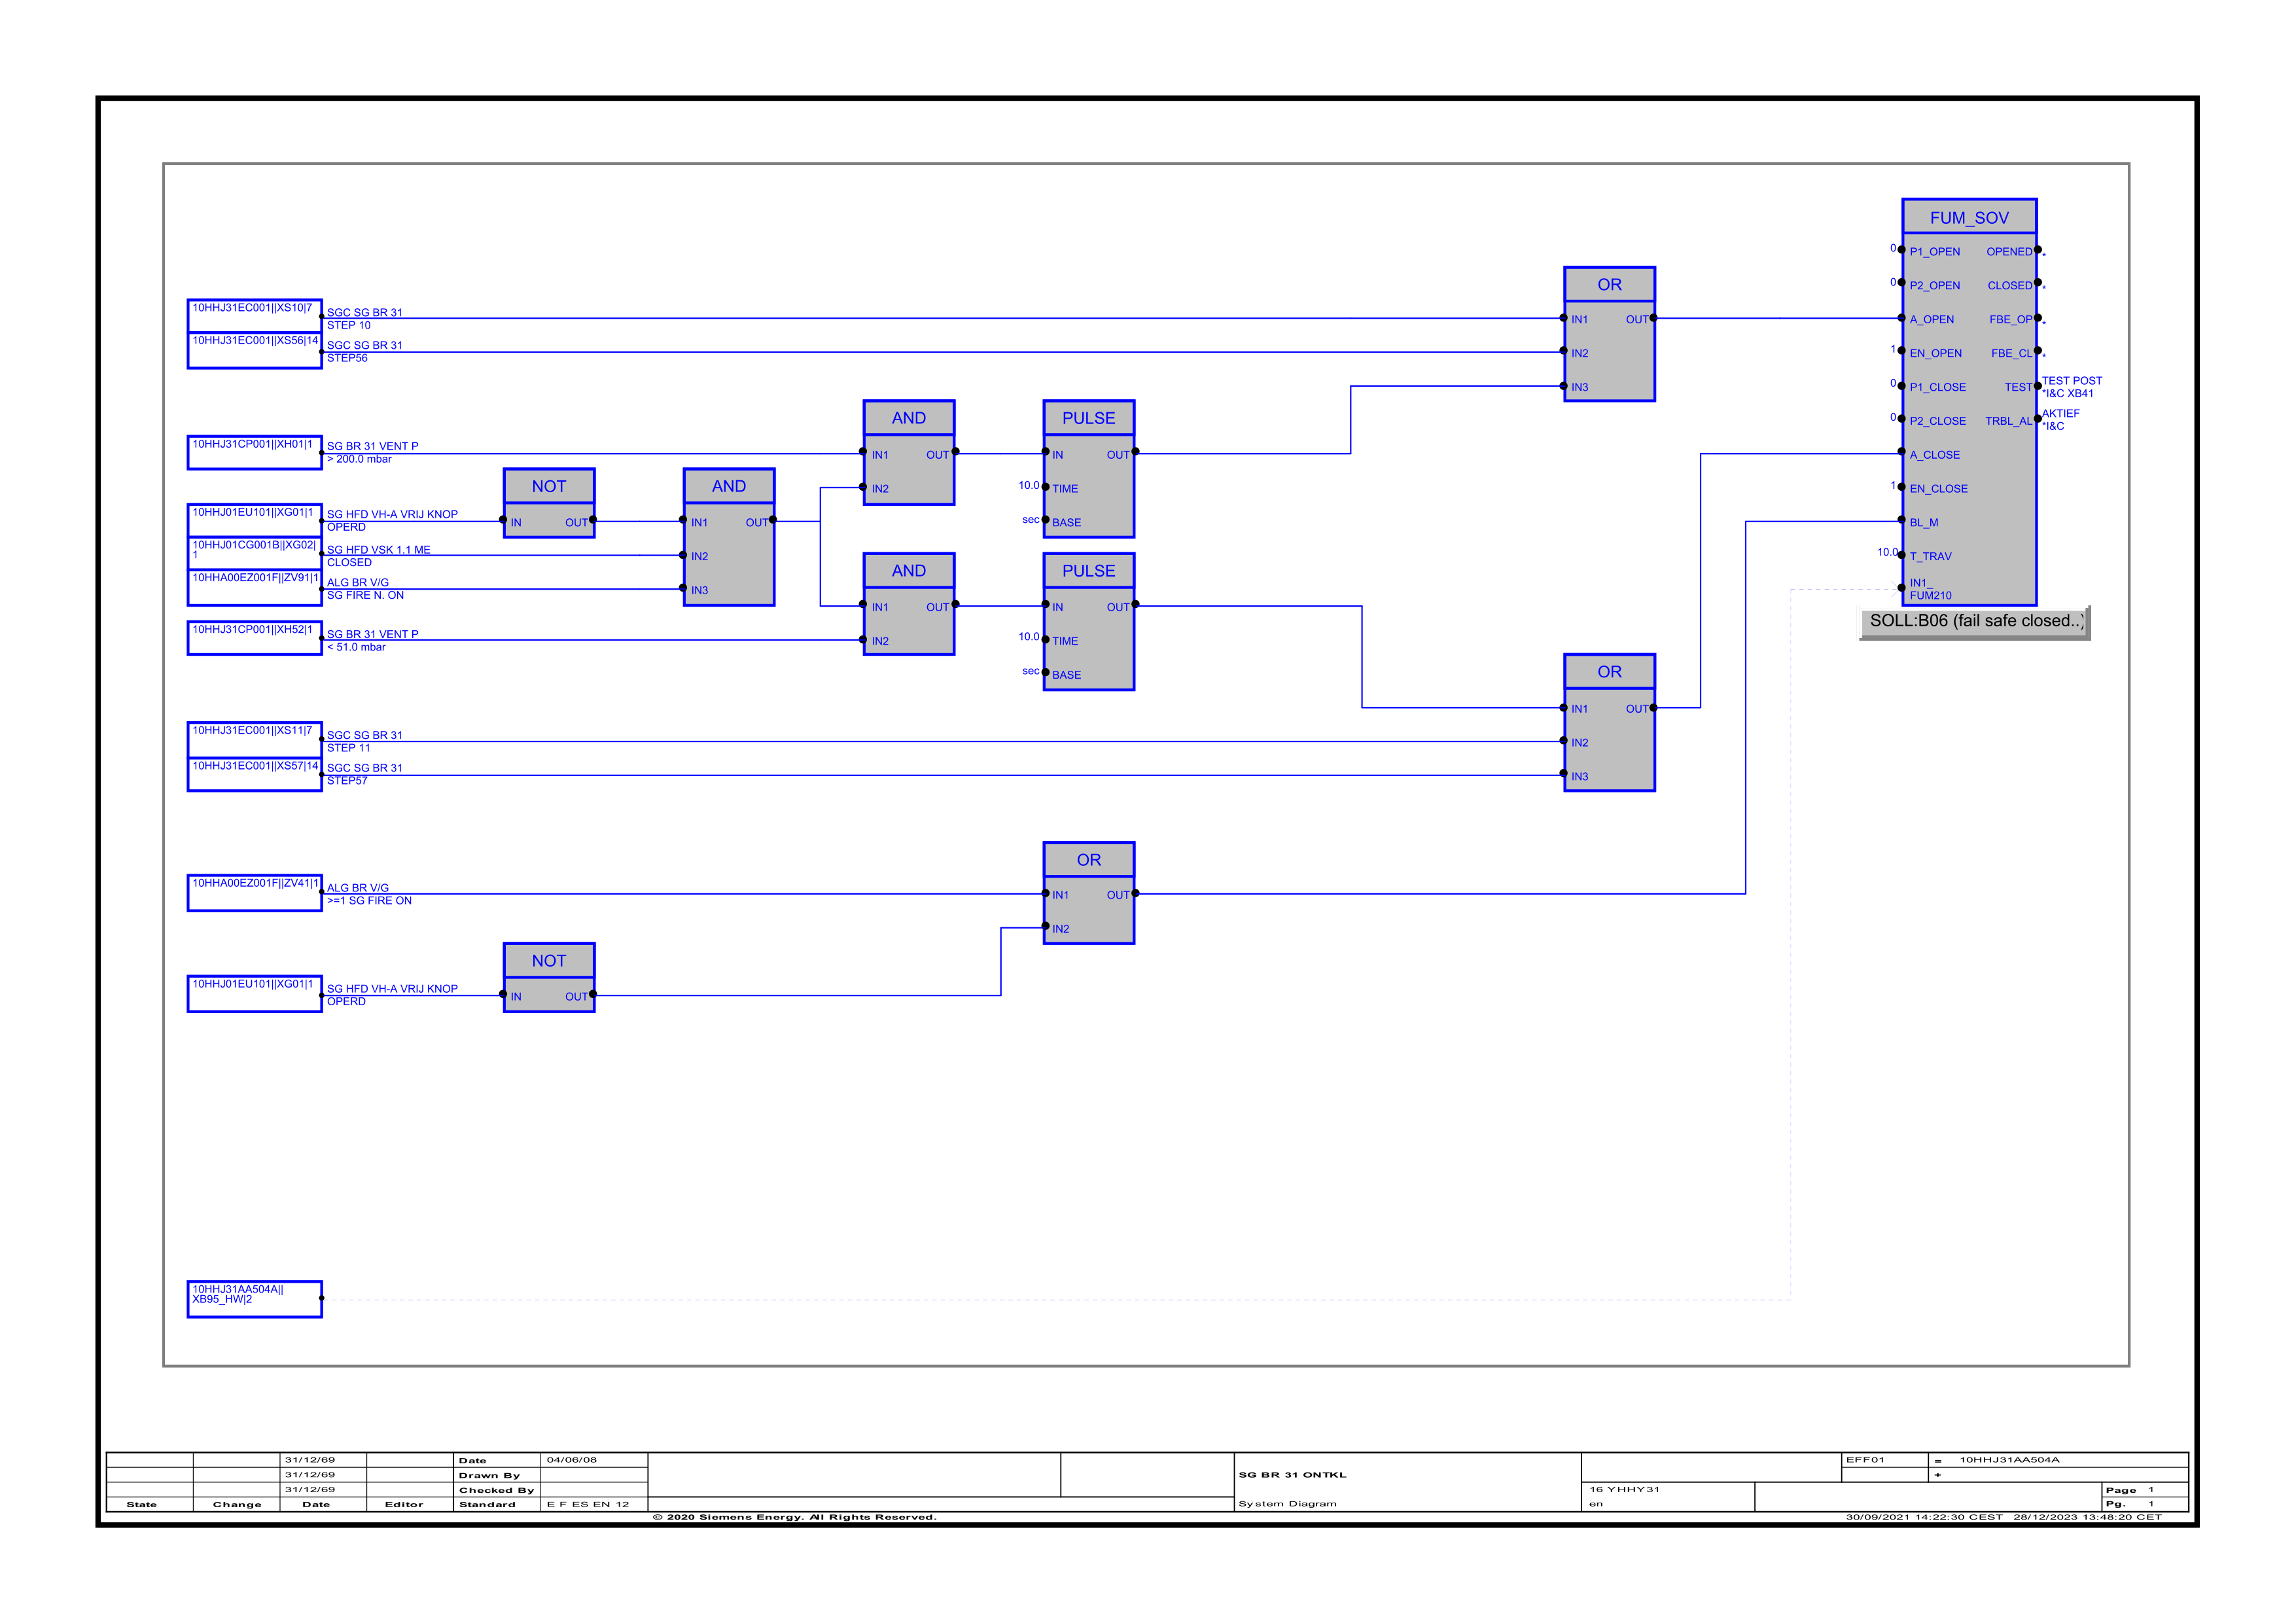 FUM_SOV
0 P1_OPEN OPENED *
0 P2_OPEN CLOSED *
A_OPEN FBE_OP *
1 EN_OPEN FBE_CL *
0 P1_CLOSE TEST TEST POST
*I&C XB41
0 P2_CLOSE TRBL_AL AKTIEF
*I&C
A_CLOSE
1 EN_CLOSE
BL_M
10.0 T_TRAV
IN1_
FUM210
SOLL:B06 (fail safe closed..)
OR
IN1 OUT
IN2
IN3
10HHJ31EC001||XS10|7
SGC SG BR 31
STEP 10
10HHJ31EC001||XS56|14
SGC SG BR 31
STEP56
AND
IN1 OUT
IN2
PULSE
IN OUT
10.0 TIME
sec BASE
10HHJ31CP001||XH01|1
SG BR 31 VENT P
> 200.0 mbar
NOT
IN OUT
AND
IN1 OUT
IN2
IN3
10HHJ01EU101||XG01|1
SG HFD VH-A VRIJ KNOP
OPERD
10HHJ01CG001B||XG02|
1
SG HFD VSK 1.1 ME
CLOSED
10HHA00EZ001F||ZV91|1
ALG BR V/G
SG FIRE N. ON
AND
IN1 OUT
IN2
PULSE
IN OUT
10.0 TIME
sec BASE
10HHJ31CP001||XH52|1
SG BR 31 VENT P
< 51.0 mbar
OR
IN1 OUT
IN2
IN3
10HHJ31EC001||XS11|7
SGC SG BR 31
STEP 11
10HHJ31EC001||XS57|14
SGC SG BR 31
STEP57
OR
IN1 OUT
IN2
10HHA00EZ001F||ZV41|1
ALG BR V/G
>=1 SG FIRE ON
NOT
IN OUT
10HHJ01EU101||XG01|1
SG HFD VH-A VRIJ KNOP
OPERD
10HHJ31AA504A||
XB95_HW|2
31/12/69 Date 04/06/08 EFF01 = 10HHJ31AA504A
31/12/69 Drawn By SG BR 31 ONTKL +
31/12/69 Checked By 16 YHHY31 Page 1
State Change Date Editor Standard E F ES EN 12 System Diagram en Pg. 1
© 2020 Siemens Energy. All Rights Reserved. 30/09/2021 14:22:30 CEST 28/12/2023 13:48:20 CET